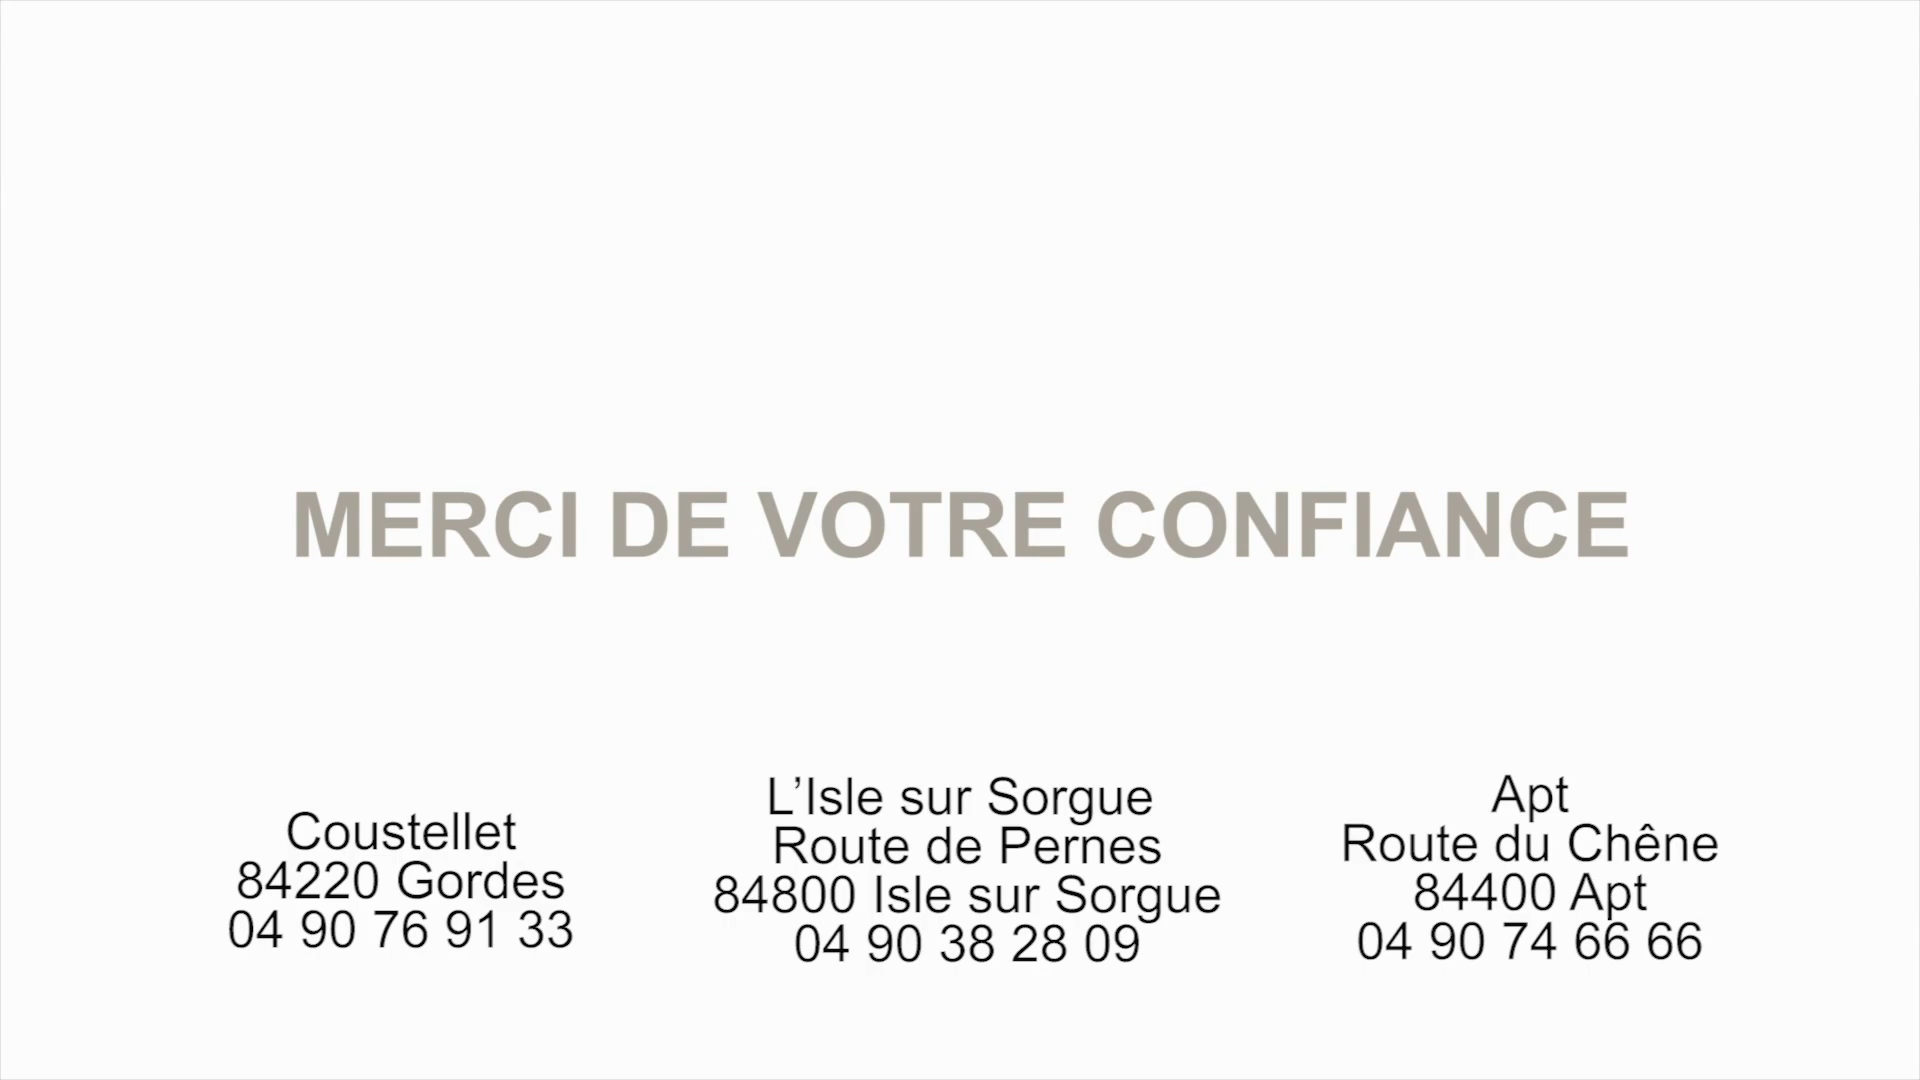 MERCI DE VOTRE CONFIANCE
Coustellet
84220 Gordes
04 90 76 91 33
L’Isle sur Sorgue
Route de Pernes
84800 Isle sur Sorgue
04 90 38 28 09
Apt
Route du Chêne
84400 Apt
04 90 74 66 66